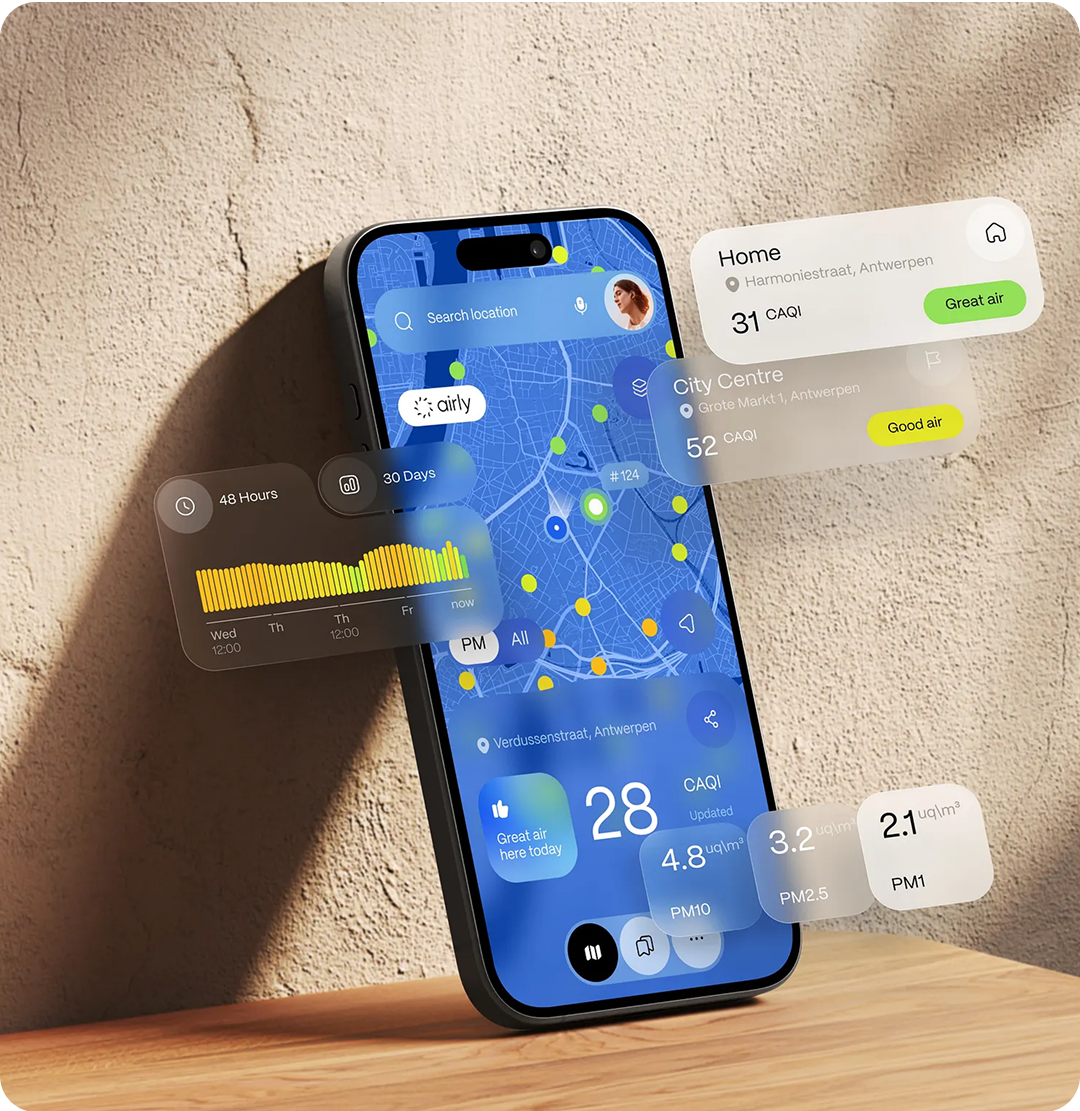 Search location
airly
Home
Harmoniestraat, Antwerpen
31 CAQI
Great air
City Centre
Grote Markt 1, Antwerpen
52 CAQI
Good air
#124
48 Hours
30 Days
Wed
12:00
Th
Th
12:00
Fr
now
PM
All
Verdussenstraat, Antwerpen
Great air
here today
28
CAQI
Updated
4.8 uq\m³
PM10
3.2 uq\m³
PM2.5
2.1 uq\m³
PM1